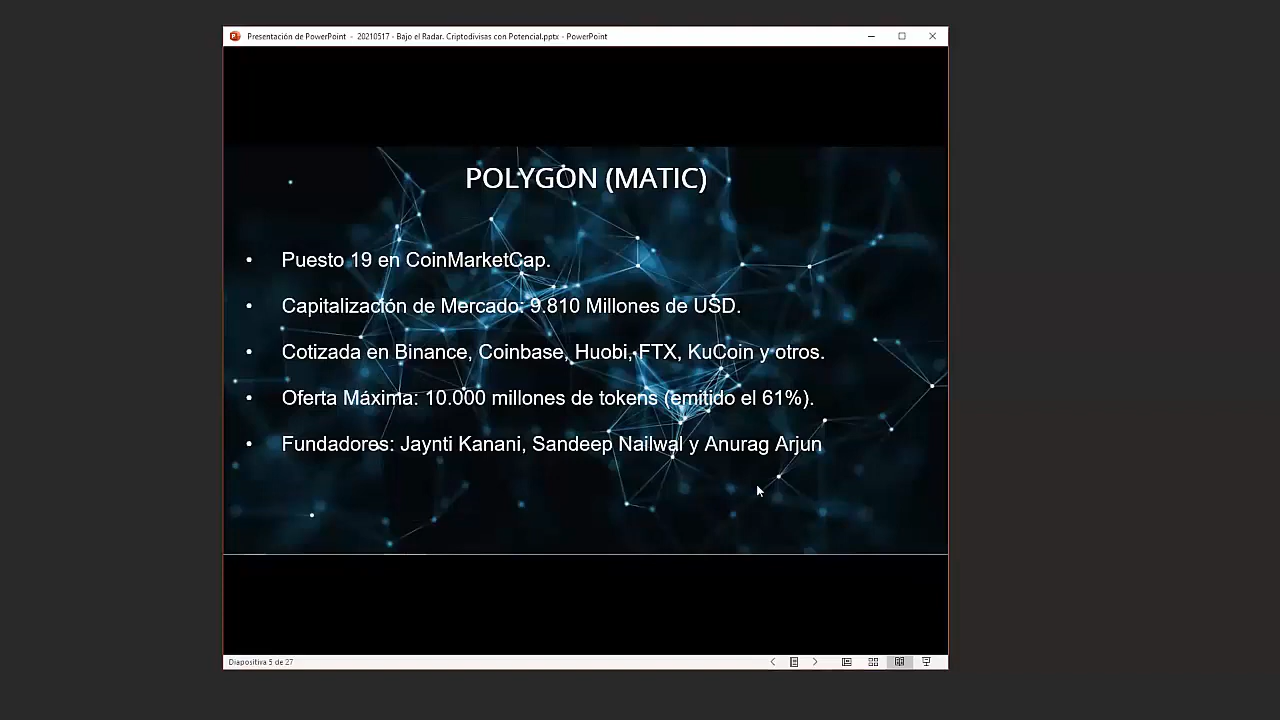 Presentación de PowerPoint - 20210517 - Bajo el Radar. Criptodivisas con Potencial.pptx - PowerPoint
POLYGON (MATIC)
• Puesto 19 en CoinMarketCap.
• Capitalización de Mercado: 9.810 Millones de USD.
• Cotizada en Binance, Coinbase, Huobi, FTX, KuCoin y otros.
• Oferta Máxima: 10.000 millones de tokens (emitido el 61%).
• Fundadores: Jaynti Kanani, Sandeep Nailwal y Anurag Arjun
Diapositiva 5 de 27